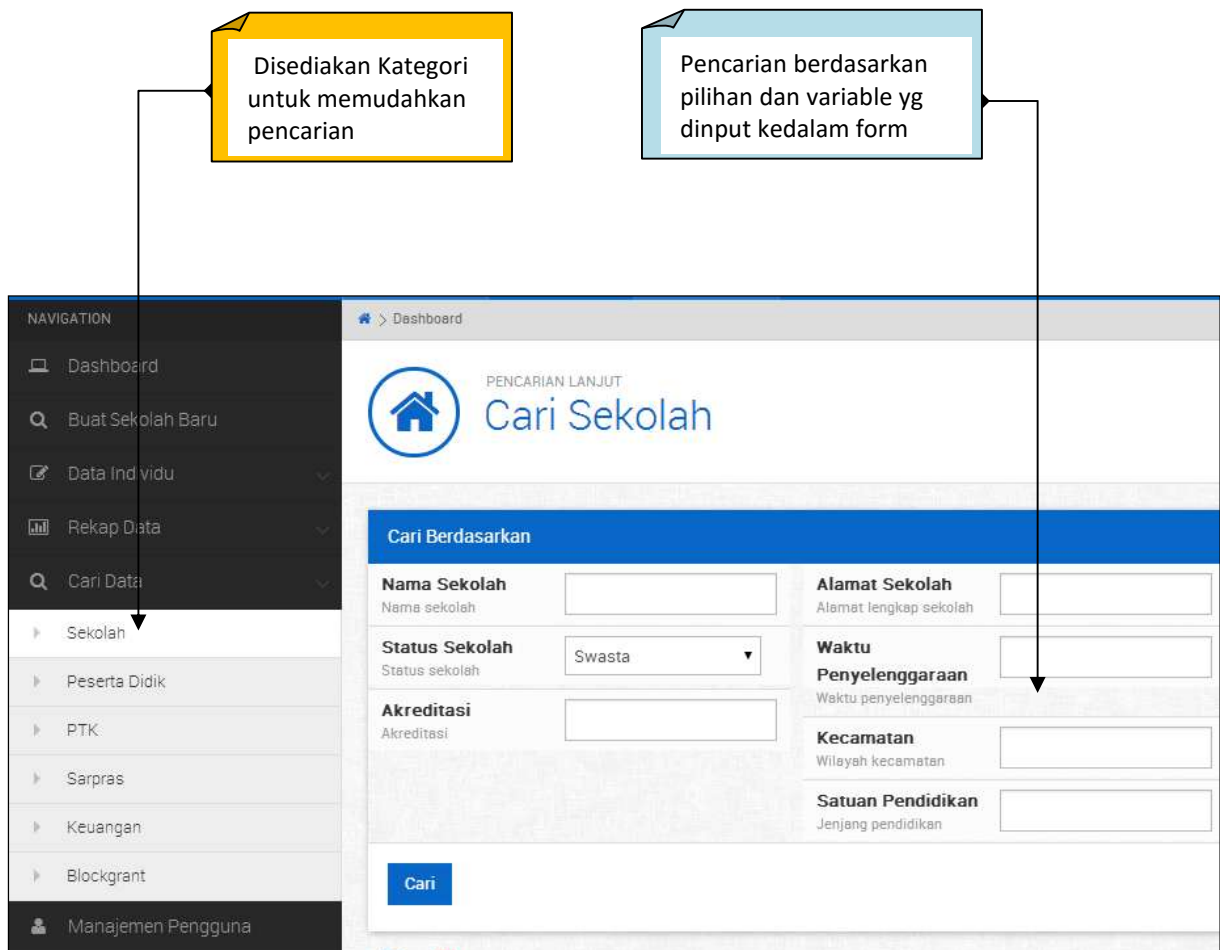 Disediakan Kategori
untuk memudahkan
pencarian
Pencarian berdasarkan
pilihan dan variable yg
dinput kedalam form
NAVIGATION
Dashboard
Buat Sekolah Baru
Data Individu
Rekap Data
Cari Data
Sekolah
Peserta Didik
PTK
Sarpras
Keuangan
Blockgrant
Manajemen Pengguna
> Dashboard
PENCARIAN LANJUT
Cari Sekolah
Cari Berdasarkan
Nama Sekolah
Nama sekolah
Status Sekolah
Status sekolah
Swasta
Akreditasi
Akreditasi
Alamat Sekolah
Alamat lengkap sekolah
Waktu
Penyelenggaraan
Waktu penyelenggaraan
Kecamatan
Wilayah kecamatan
Satuan Pendidikan
Jenjang pendidikan
Cari